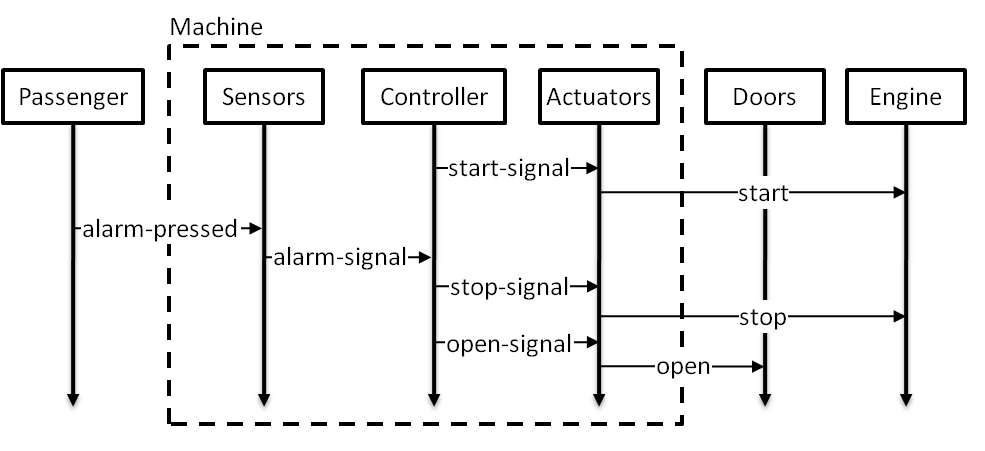 Machine
Passenger
Sensors
Controller
Actuators
Doors
Engine
start-signal
start
alarm-pressed
alarm-signal
stop-signal
stop
open-signal
open